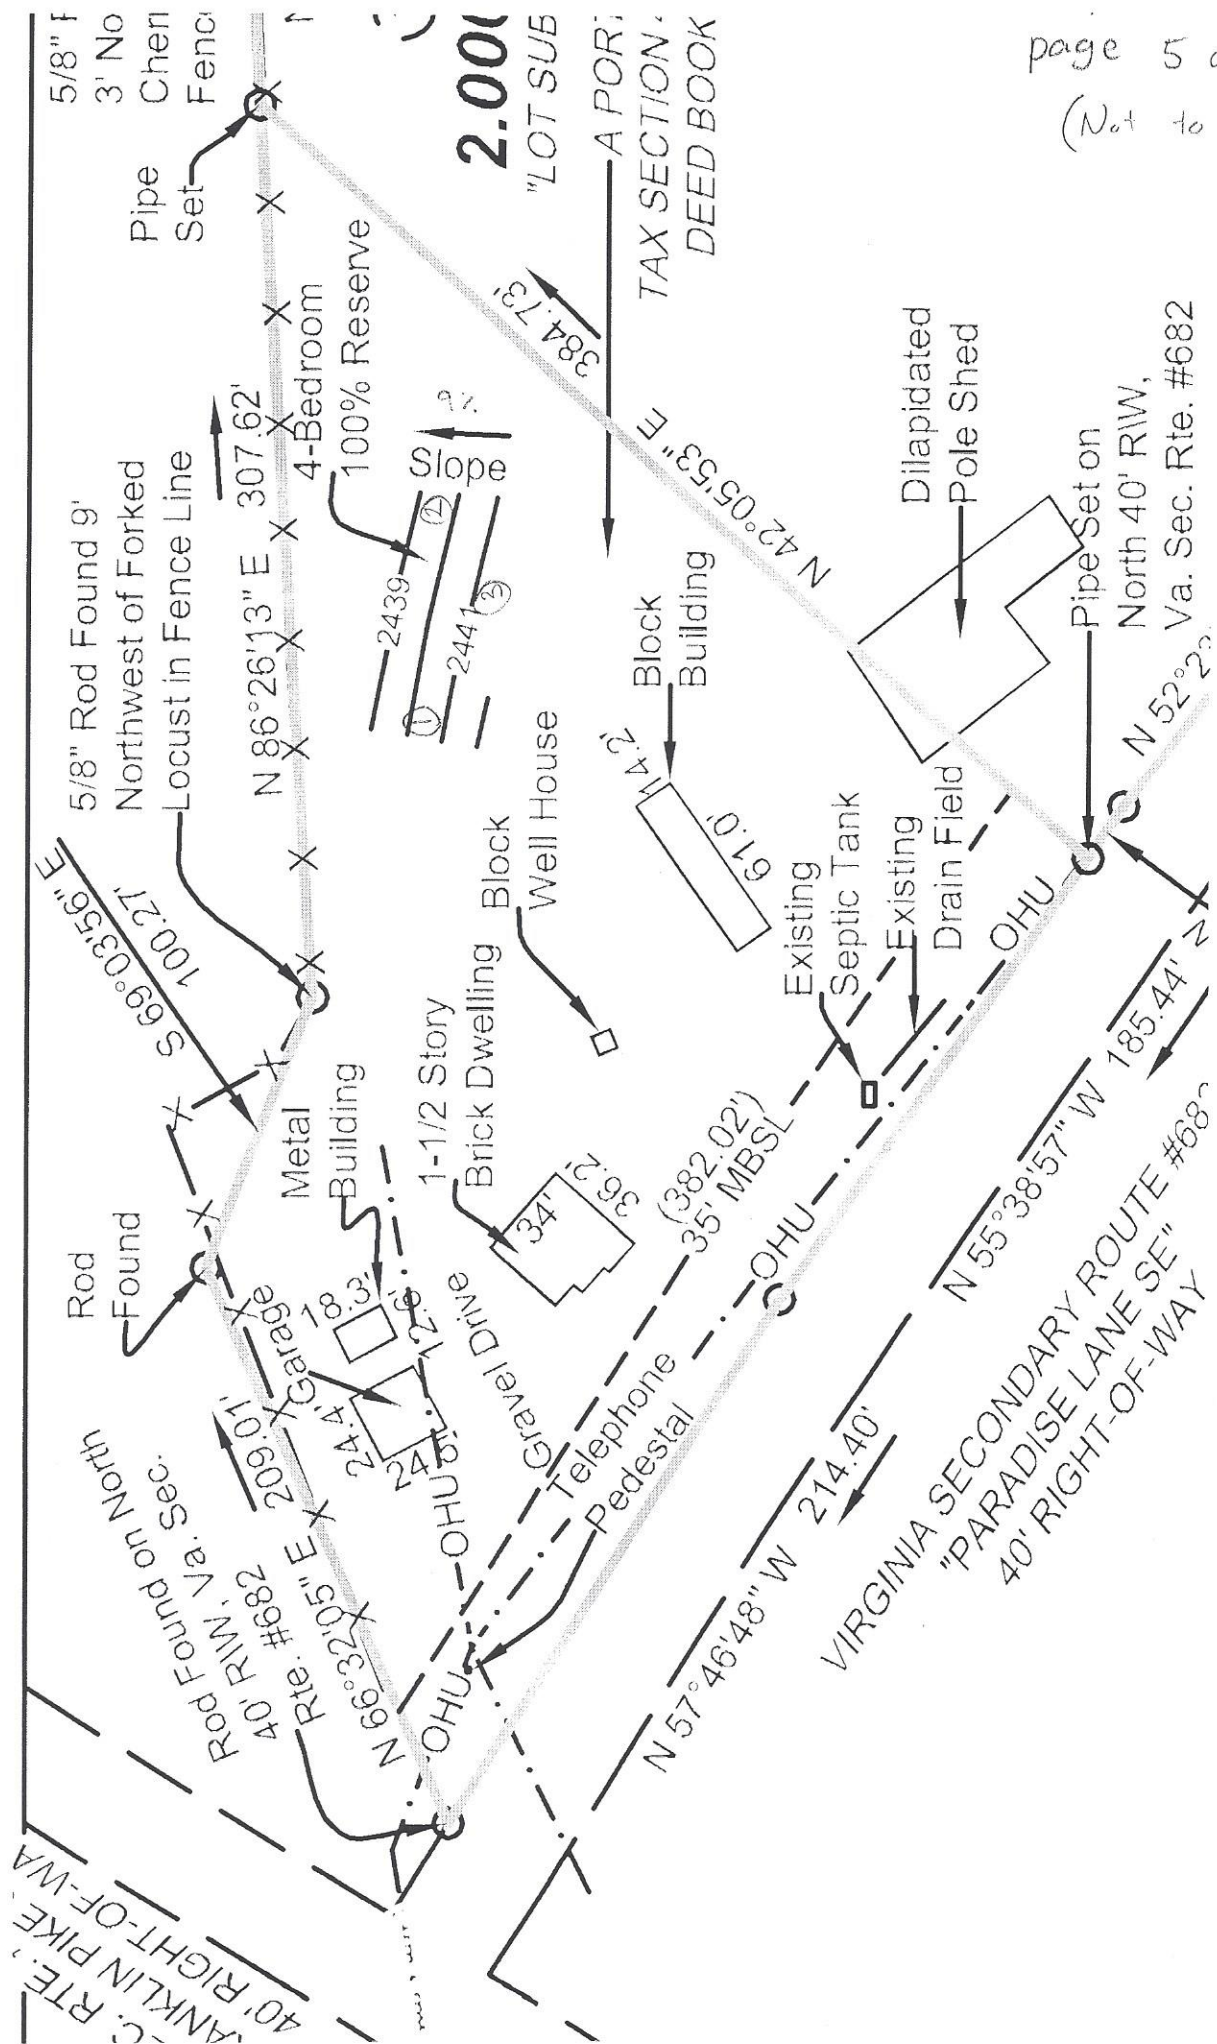 5/8" Rod Found 9'
Northwest of Forked
Locust in Fence Line
Pipe
Set
5/8"
3' No
Fence
2.000
"LOT SUB
A PORT
TAX SECTION
DEED BOOK
page 5
(Not to
Rod
Found
S 69°03'56" E
100.27'
N 86°26'13" E 307.62'
4-Bedroom
100% Reserve
2439
2441
1
2
3
Slope
9%
384.73'
N 42°05'53" E
Rod Found on North
40' R\W, Va. Sec.
Rte. #682
N 66°32'05" E 209.01'
Garage
24.4'
24.
18.3'
12.6'
Metal
Building
1-1/2 Story
Brick Dwelling
34'
36.2'
Block
Well House
Block
Building
14.2'
61.0'
Dilapidated
Pole Shed
Existing
Septic Tank
Existing
Drain Field
Pipe Set on
North 40' R\W,
Va. Sec. Rte. #682
OHU
OHU
Gravel Drive
(382.02')
35' MBSL
Telephone
Pedestal
OHU
OHU
N 57°46'48" W 214.40'
N 55°38'57" W 185.44'
N 52°
N
VIRGINIA SECONDARY ROUTE #682
"PARADISE LANE SE"
40' RIGHT-OF-WAY
C. RTE.
ANKLIN PIKE
40' RIGHT-OF-WA